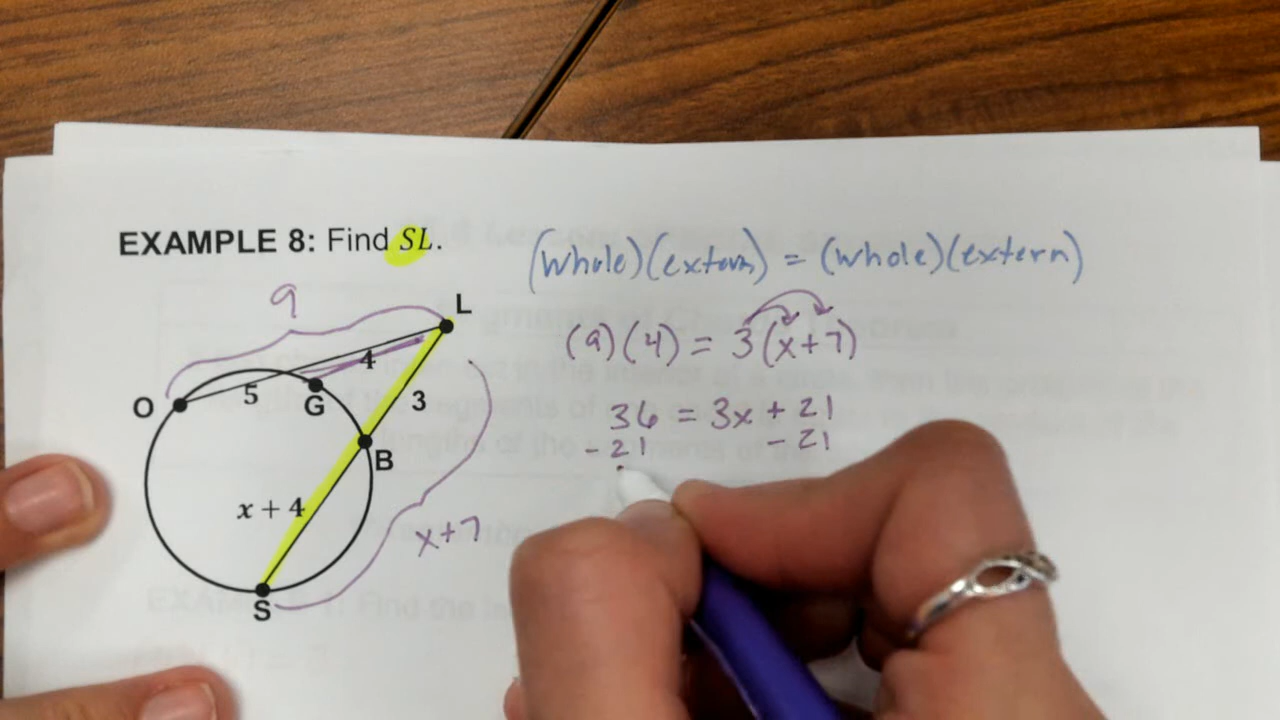 EXAMPLE 8: Find SL.
(whole)(extern) = (whole)(extern)
9
L
4
5
O
G
3
B
x + 4
x+7
S
(9)(4) = 3(x+7)
36 = 3x + 21
-21 - 21